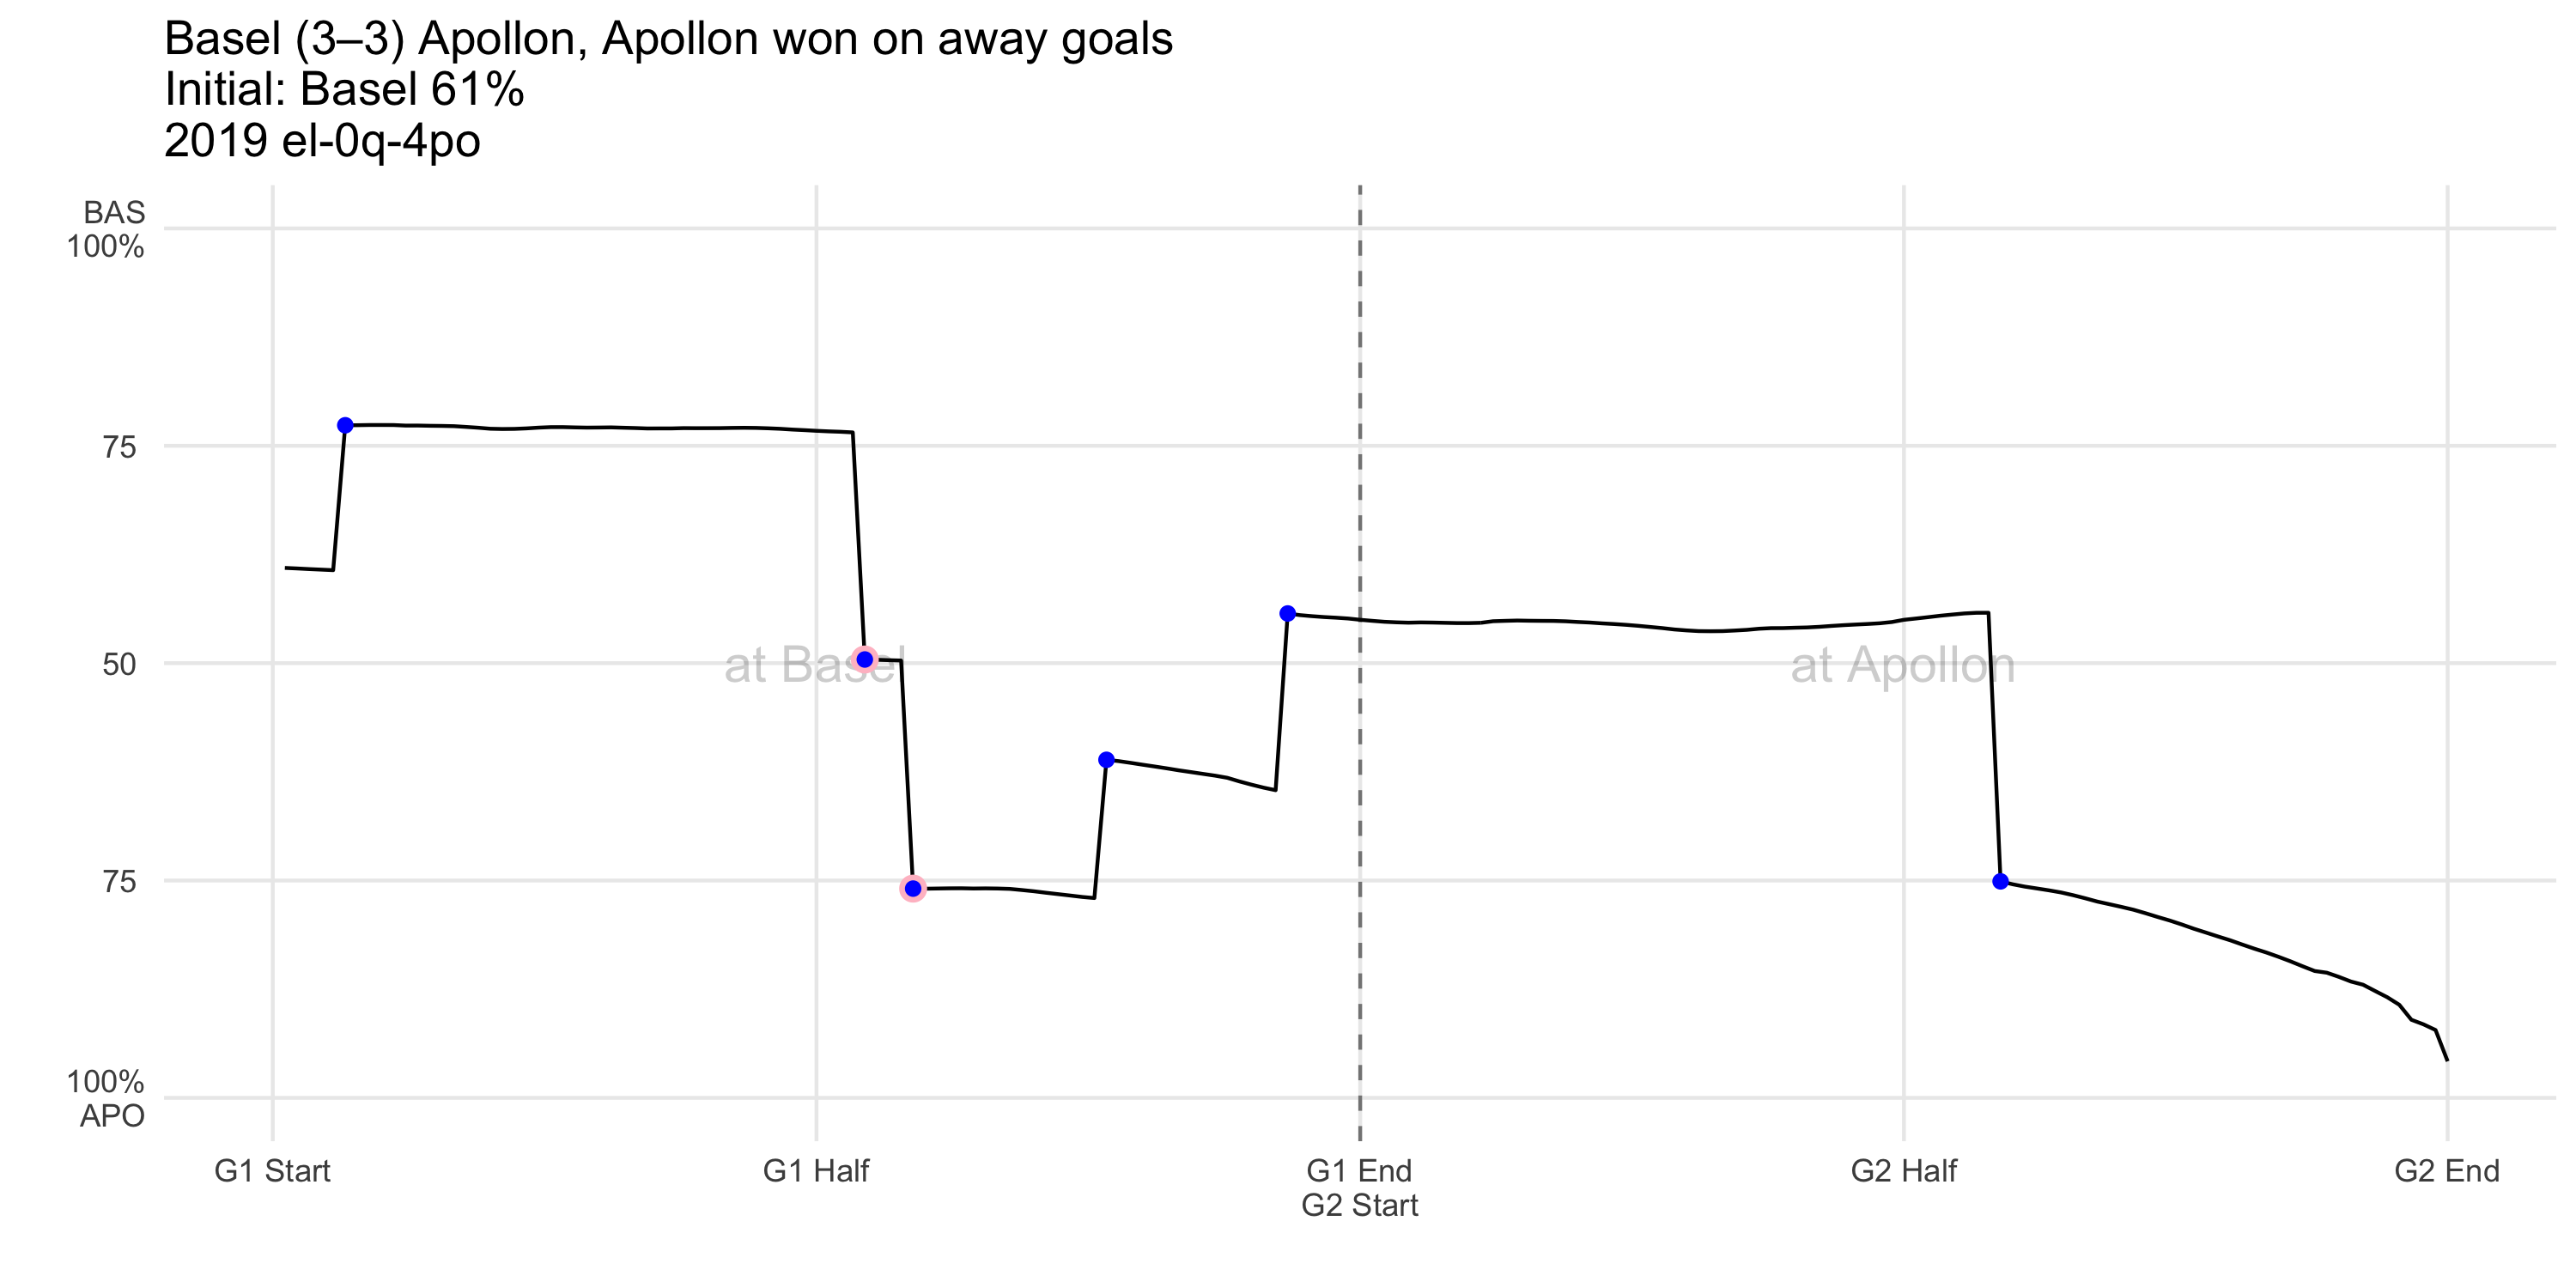 Basel (3–3) Apollon, Apollon won on away goals
Initial: Basel 61%
2019 el-0q-4po
BAS
100%
75
50
75
100%
APO
at Basel
at Apollon
G1 Start
G1 Half
G1 End
G2 Start
G2 Half
G2 End